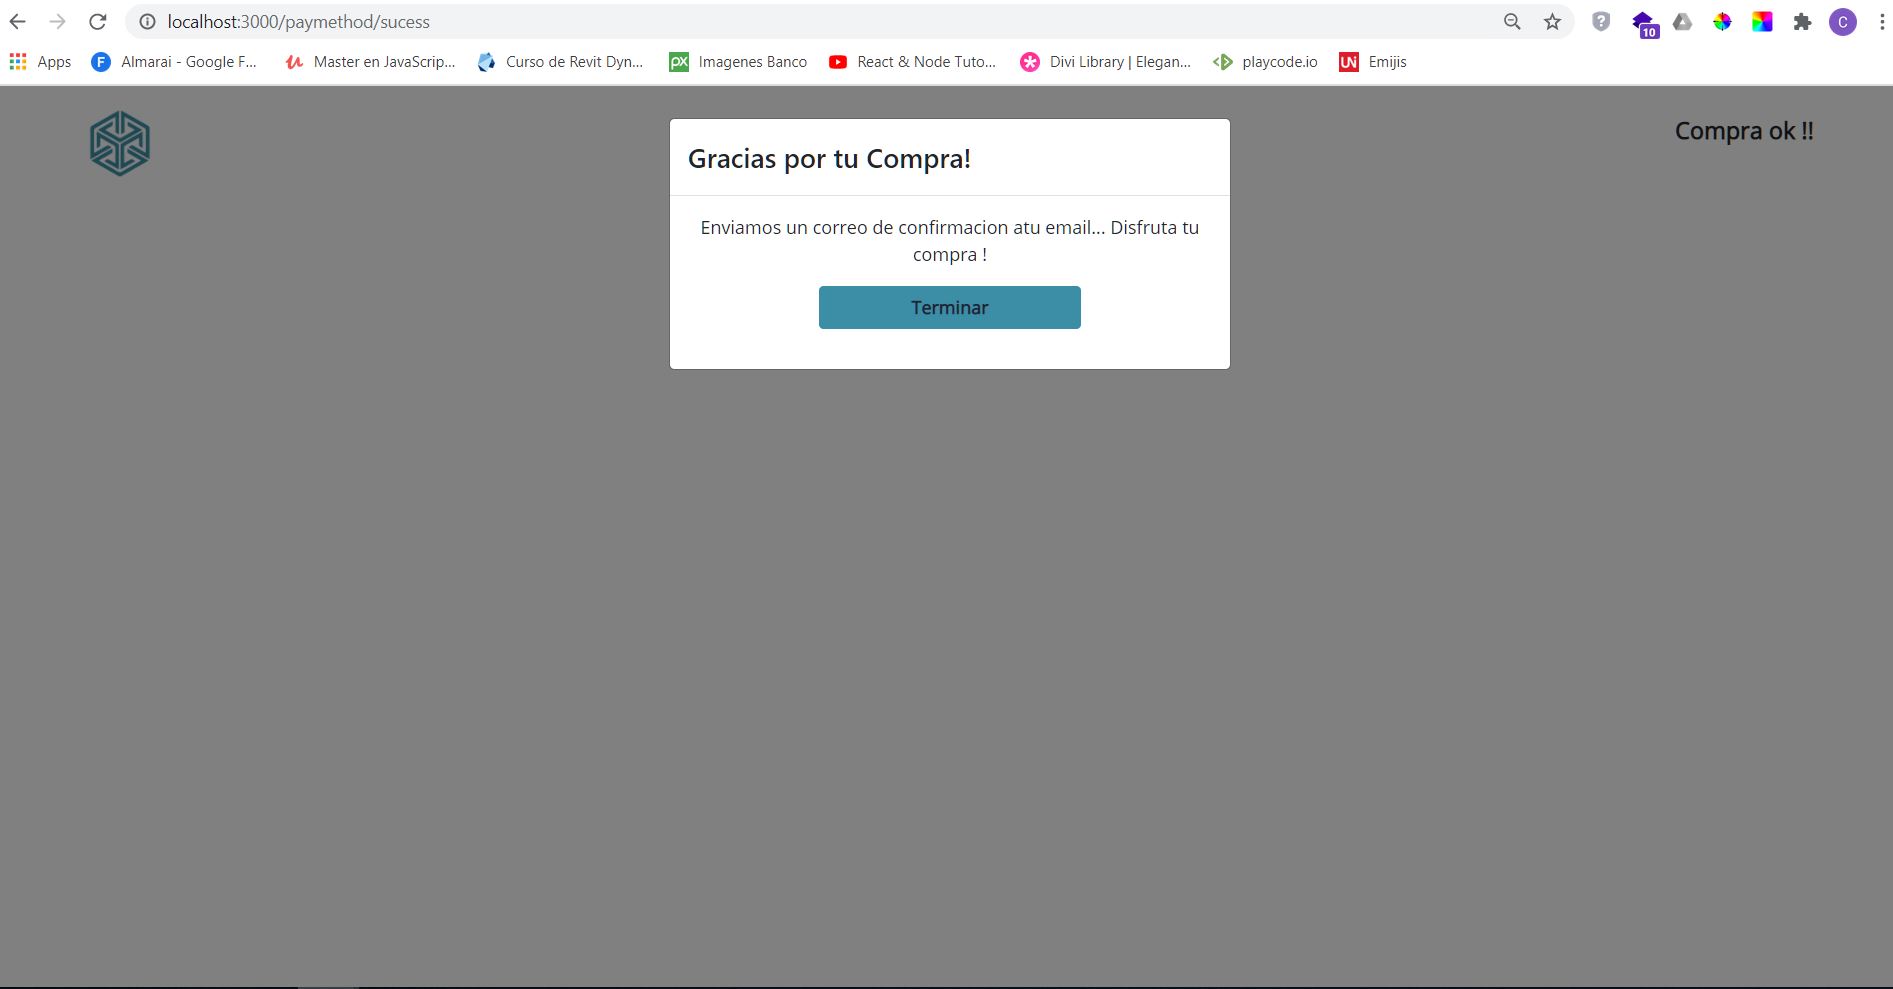 localhost:3000/paymethod/sucess
10
C
Apps
F
Almarai - Google F...
Master en JavaScrip...
Curso de Revit Dyn...
px
Imagenes Banco
React & Node Tuto...
Divi Library | Elegan...
playcode.io
UN
Emijis
Compra ok !!
Gracias por tu Compra!
Enviamos un correo de confirmacion atu email... Disfruta tu
compra !
Terminar